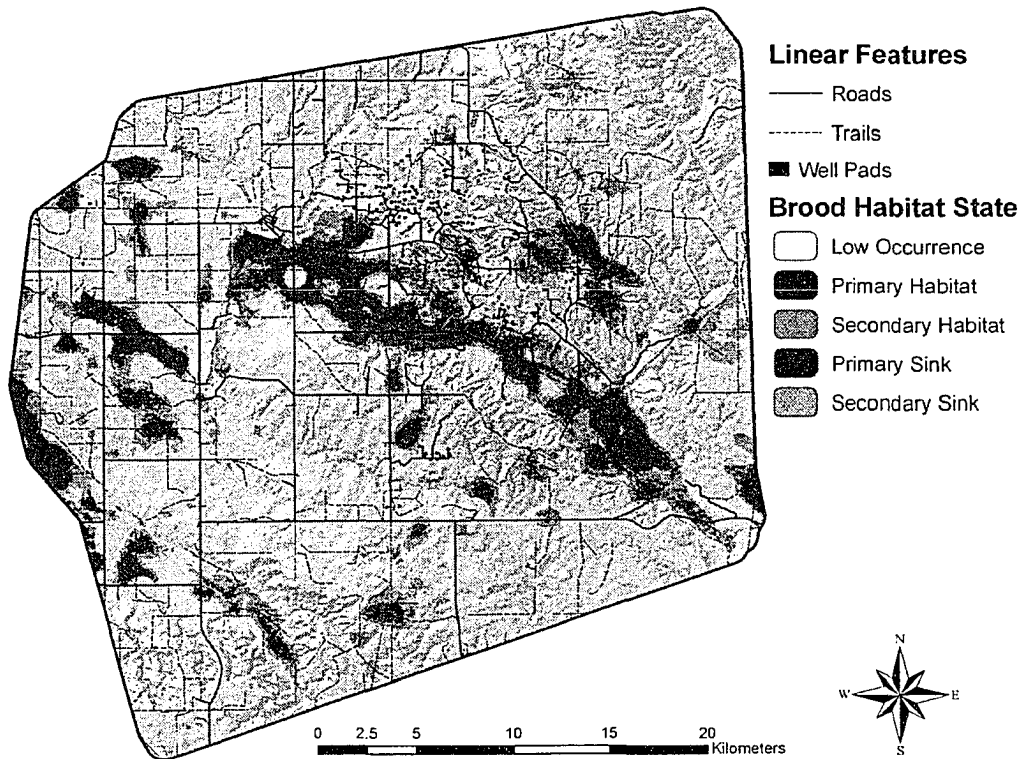 Linear Features
Roads
Trails
Well Pads
Brood Habitat State
Low Occurrence
Primary Habitat
Secondary Habitat
Primary Sink
Secondary Sink
N
W E
S
0 2.5 5 10 15 20
Kilometers